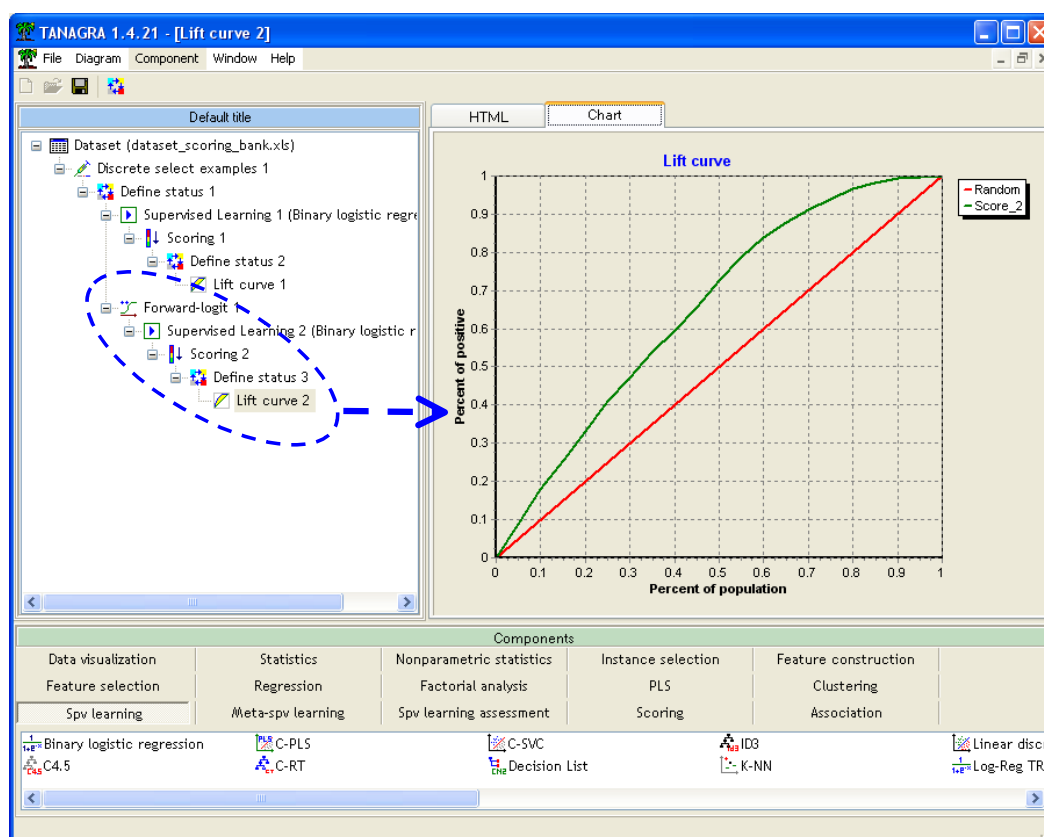 TANAGRA 1.4.21 - [Lift curve 2]
File Diagram Component Window Help
Default title
Dataset (dataset_scoring_bank.xls)
Discrete select examples 1
Define status 1
Supervised Learning 1 (Binary logistic regre
Scoring 1
Define status 2
Lift curve 1
Forward-logit 1
Supervised Learning 2 (Binary logistic r
Scoring 2
Define status 3
Lift curve 2
HTML Chart
Lift curve
Random
Score_2
Percent of positive
1
0.9
0.8
0.7
0.6
0.5
0.4
0.3
0.2
0.1
0
0 0.1 0.2 0.3 0.4 0.5 0.6 0.7 0.8 0.9 1
Percent of population
Components
Data visualization Statistics Nonparametric statistics Instance selection Feature construction
Feature selection Regression Factorial analysis PLS Clustering
Spv learning Meta-spv learning Spv learning assessment Scoring Association
Binary logistic regression C-PLS C-SVC ID3 Linear disc
C4.5 C-RT Decision List K-NN Log-Reg TR